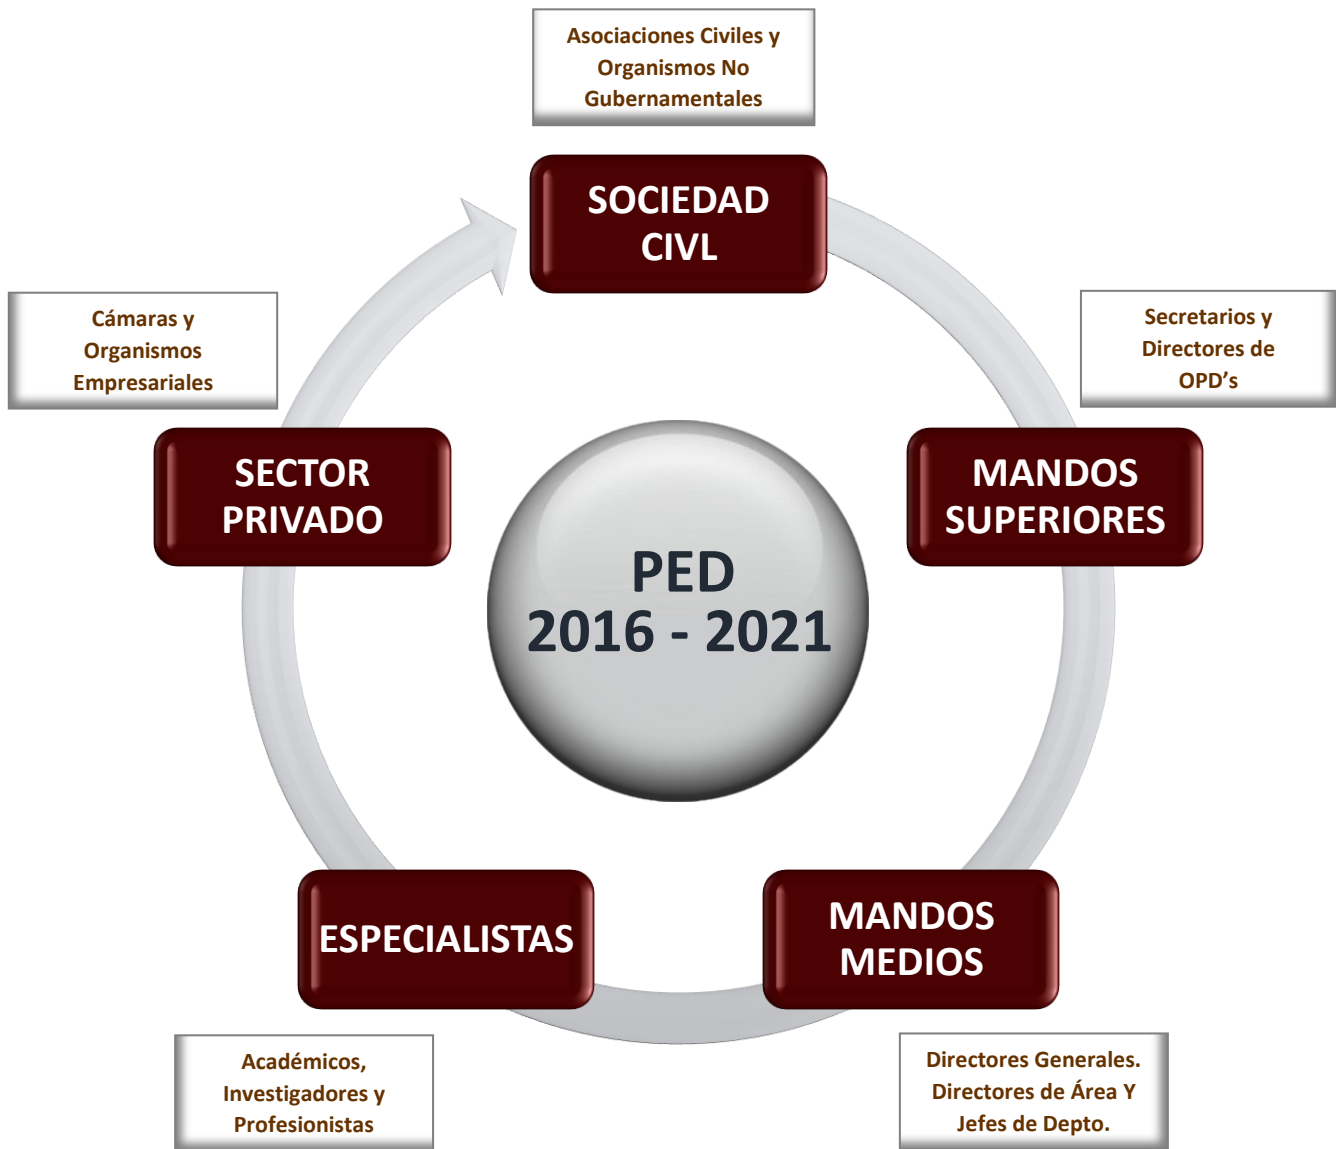 Asociaciones Civiles y
Organismos No
Gubernamentales
SOCIEDAD
CIVL
Secretarios y
Directores de
OPD’s
MANDOS
SUPERIORES
Cámaras y
Organismos
Empresariales
SECTOR
PRIVADO
PED
2016 - 2021
ESPECIALISTAS
Académicos,
Investigadores y
Profesionistas
MANDOS
MEDIOS
Directores Generales.
Directores de Área Y
Jefes de Depto.